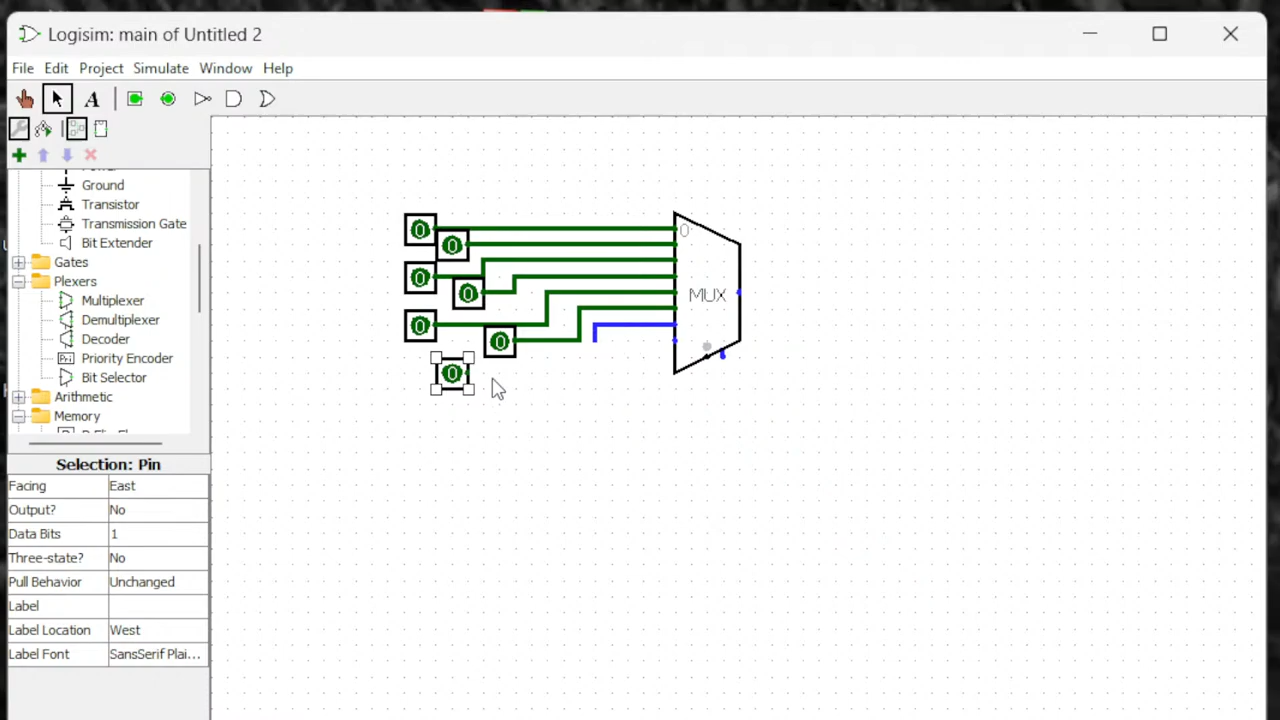 Logisim: main of Untitled 2
File Edit Project Simulate Window Help
A
Ground
Transistor
Transmission Gate
Bit Extender
Gates
Plexers
Multiplexer
Demultiplexer
Decoder
Pri Priority Encoder
Bit Selector
Arithmetic
Memory
Selection: Pin
Facing East
Output? No
Data Bits 1
Three-state? No
Pull Behavior Unchanged
Label
Label Location West
Label Font SansSerif Plai...
0
0
0
0
0
0
0
0
MUX